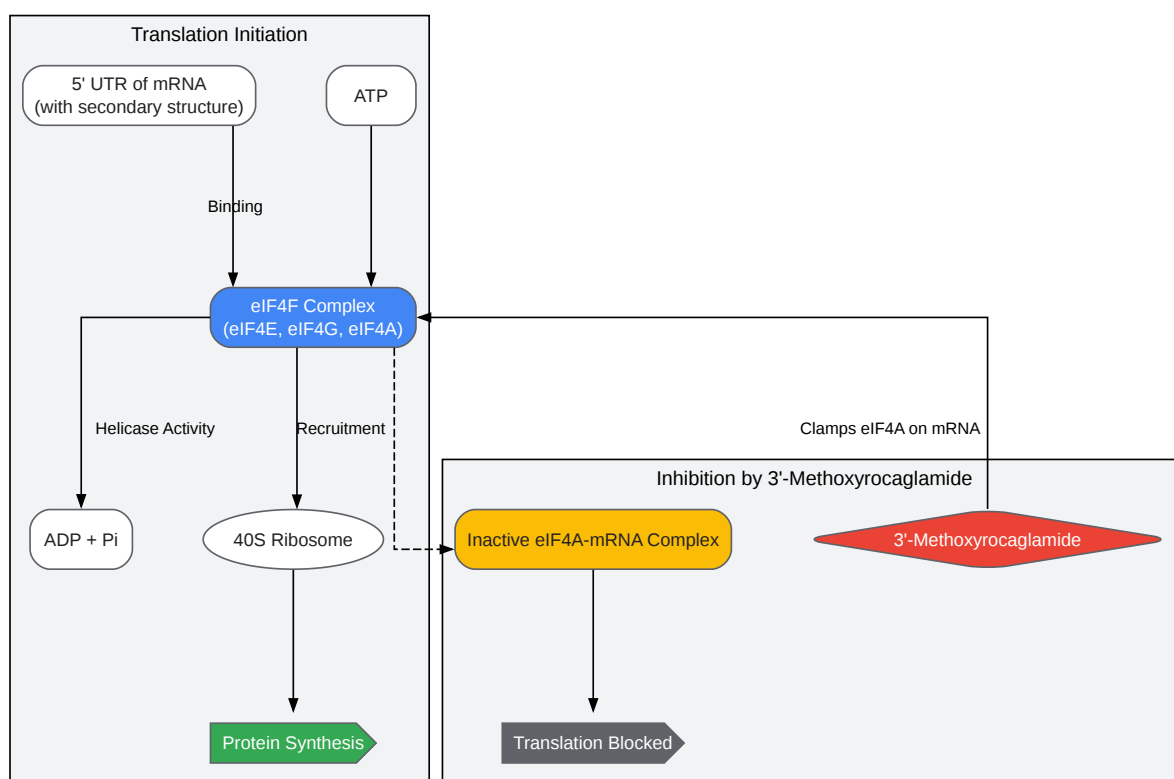 Translation Initiation
5' UTR of mRNA
(with secondary structure)
ATP
Binding
eIF4F Complex
(eIF4E, eIF4G, eIF4A)
Helicase Activity
Recruitment
Clamps eIF4A on mRNA
Inhibition by 3'-Methoxyrocaglamide
ADP + Pi
40S Ribosome
Inactive eIF4A-mRNA Complex
3'-Methoxyrocaglamide
Protein Synthesis
Translation Blocked